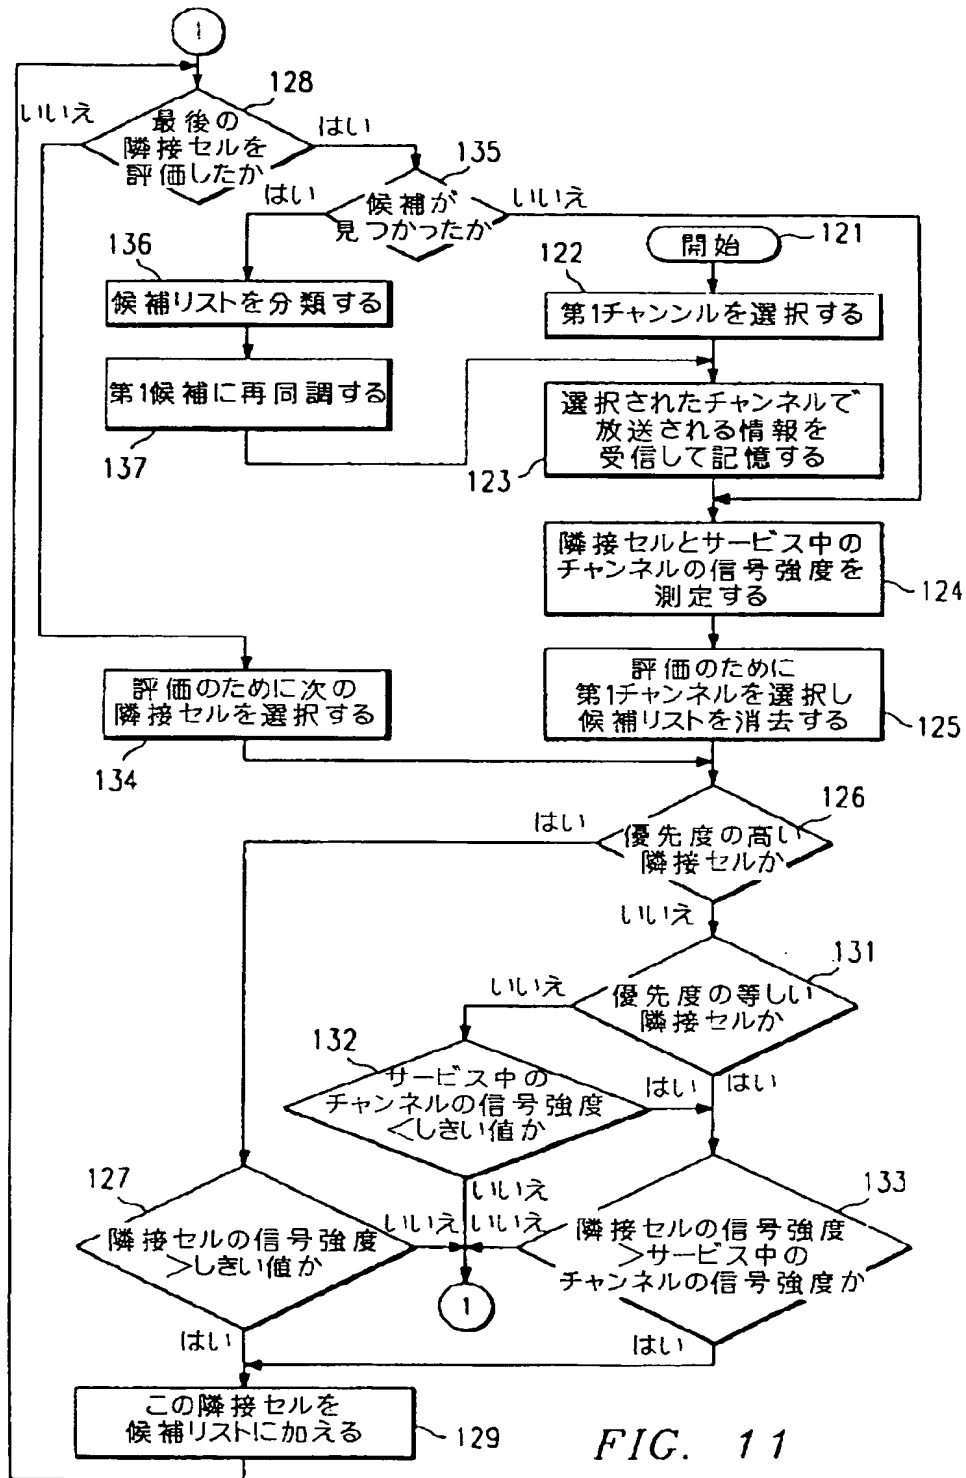 1
128
いいえ
はい
最後の
隣接セルを
評価したか
135
はい
いいえ
候補が
見つかったか
開始
121
136
122
候補リストを分類する
第1チャンンルを選択する
第1候補に再同調する
137
選択されたチャンネルで
放送される情報を
受信して記憶する
123
隣接セルとサービス中の
チャンネルの信号強度を
測定する
124
評価のために次の
隣接セルを選択する
134
評価のために
第1チャンネルを選択し
候補リストを消去する
125
126
はい
優先度の高い
隣接セルか
いいえ
131
いいえ
優先度の等しい
隣接セルか
132
サービス中の
チャンネルの信号強度
<しきい値か
はい
はい
いいえ
127
133
隣接セルの信号強度
>しきい値か
いいえ
いいえ
隣接セルの信号強度
>サービス中の
チャンネルの信号強度か
1
はい
はい
この隣接セルを
候補リストに加える
129
FIG. 11